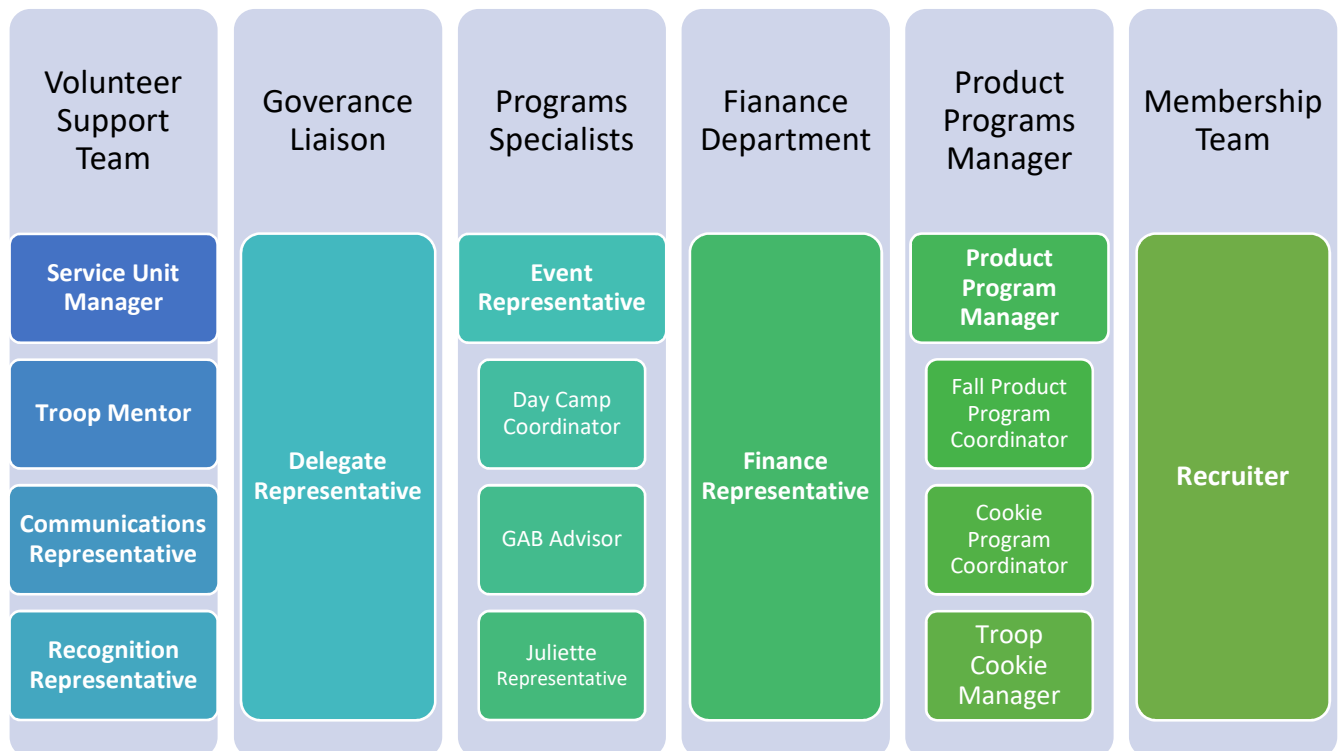 Volunteer
Support
Team
Service Unit
Manager
Troop Mentor
Communications
Representative
Recognition
Representative
Goverance
Liaison
Delegate
Representative
Programs
Specialists
Event
Representative
Day Camp
Coordinator
GAB Advisor
Juliette
Representative
Fianance
Department
Finance
Representative
Product
Programs
Manager
Product
Program
Manager
Fall Product
Program
Coordinator
Cookie
Program
Coordinator
Troop
Cookie
Manager
Membership
Team
Recruiter